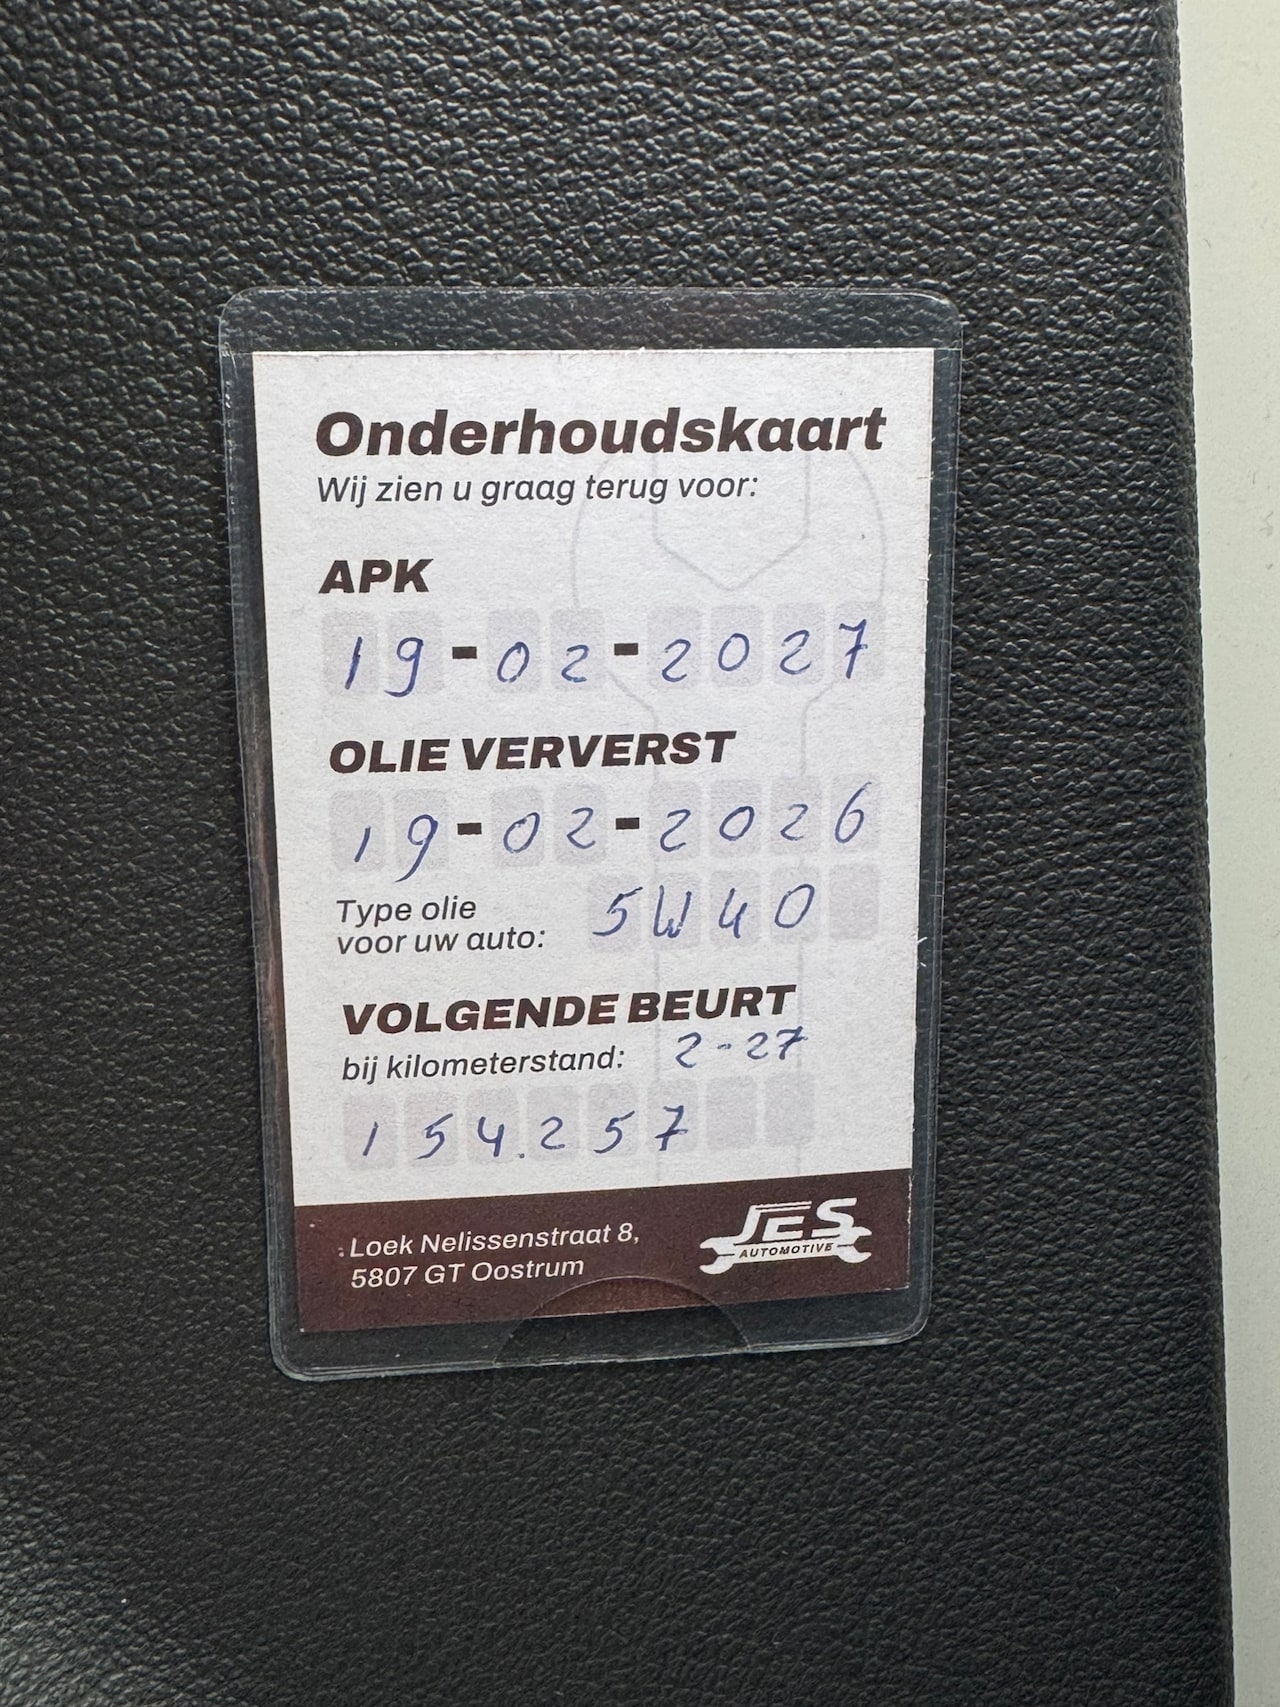 Onderhoudskaart
Wij zien u graag terug voor:
APK
19-02-2027
OLIE VERVERST
19-02-2026
Type olie
voor uw auto: 5W40
VOLGENDE BEURT
bij kilometerstand: 2-27
154.257
Loek Nelissenstraat 8,
5807 GT Oostrum
JES
AUTOMOTIVE